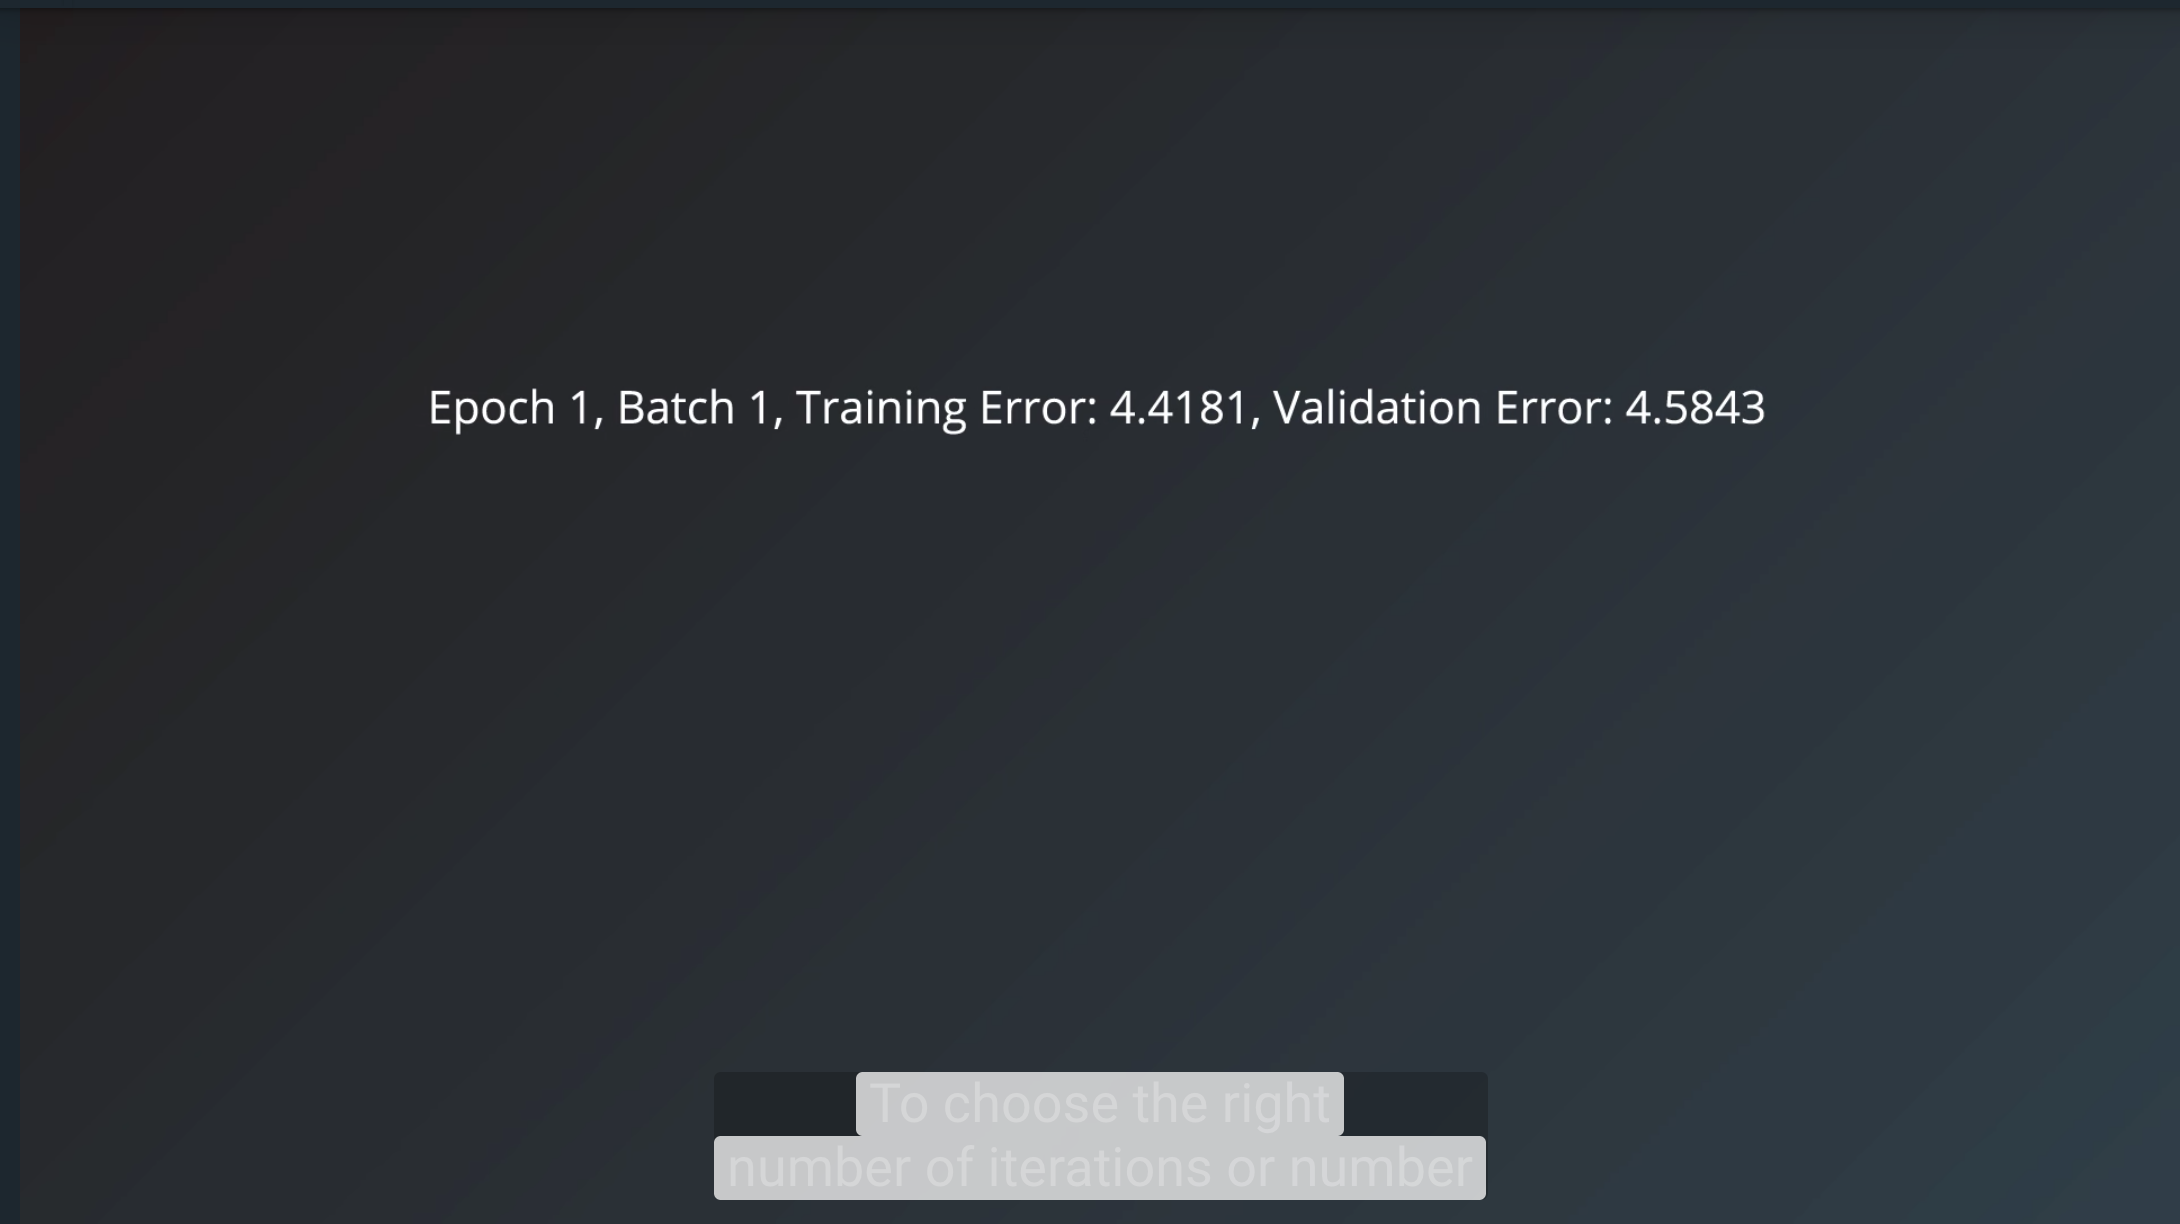 Epoch 1, Batch 1, Training Error: 4.4181, Validation Error: 4.5843
To choose the right
number of iterations or number